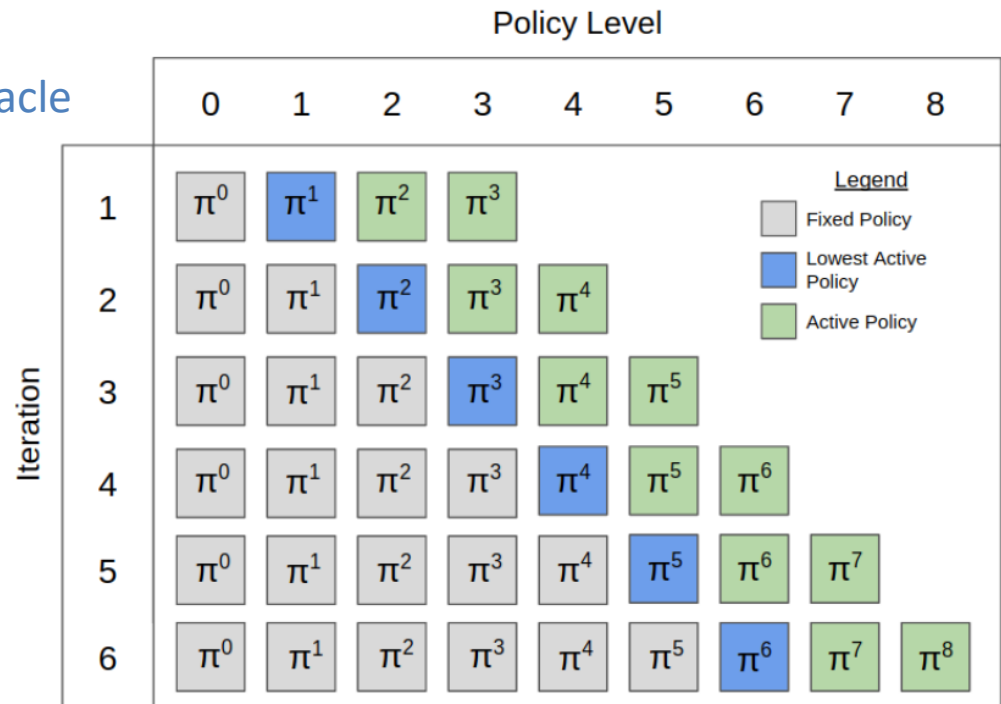 Policy Level
acle
0 1 2 3 4 5 6 7 8
Iteration
1 π⁰ π¹ π² π³
2 π⁰ π¹ π² π³ π⁴
3 π⁰ π¹ π² π³ π⁴ π⁵
4 π⁰ π¹ π² π³ π⁴ π⁵ π⁶
5 π⁰ π¹ π² π³ π⁴ π⁵ π⁶ π⁷
6 π⁰ π¹ π² π³ π⁴ π⁵ π⁶ π⁷ π⁸
Legend
Fixed Policy
Lowest Active
Policy
Active Policy